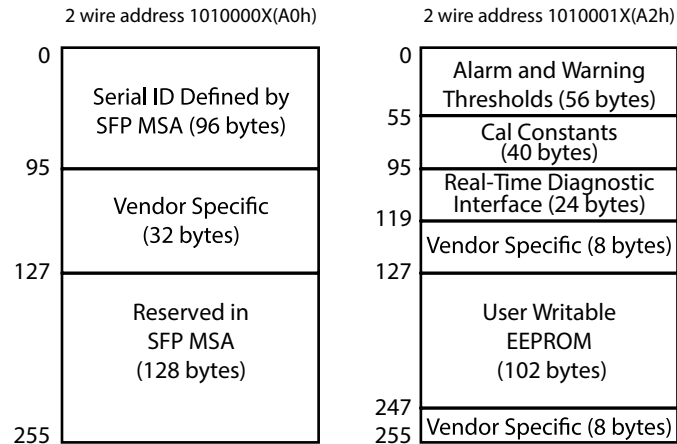 2 wire address 1010000X(A0h)
0
Serial ID Defined by
SFP MSA (96 bytes)
95
Vendor Specific
(32 bytes)
127
Reserved in
SFP MSA
(128 bytes)
255
2 wire address 1010001X(A2h)
0
Alarm and Warning
Thresholds (56 bytes)
55
Cal Constants
(40 bytes)
95
Real-Time Diagnostic
Interface (24 bytes)
119
Vendor Specific (8 bytes)
127
User Writable
EEPROM
(102 bytes)
247
Vendor Specific (8 bytes)
255